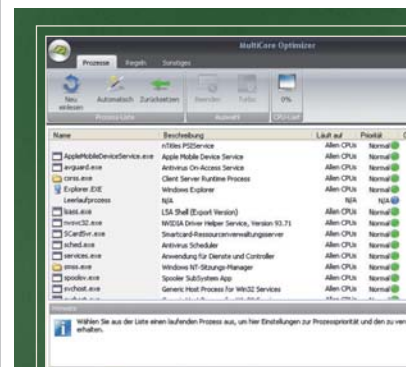 MultiCore Optimizer
Prozesse Regeln Sonstiges
Neu einlesen Automatisch Zurücksetzen Beenden Turbo 0%
Prozess-Liste Auswahl CPU-Last
Name Beschreibung Läuft auf Priorität
nTitles PSIService Allen CPUs Normal
AppleMobileDeviceService.exe Apple Mobile Device Service Allen CPUs Normal
avguard.exe Antivirus On-Access Service Allen CPUs Normal
csrss.exe Client Server Runtime Process Allen CPUs Normal
Explorer.EXE Windows Explorer Allen CPUs Normal
Leerlaufprozess N/A N/A N/A
lsass.exe LSA Shell (Export Version) Allen CPUs Normal
nvsvc32.exe NVIDIA Driver Helper Service, Version 93.71 Allen CPUs Normal
SCardSvr.exe Smartcard-Ressourcenverwaltungsserver Allen CPUs Normal
sched.exe Antivirus Scheduler Allen CPUs Normal
services.exe Anwendung für Dienste und Controller Allen CPUs Normal
smss.exe Windows NT-Sitzungs-Manager Allen CPUs Normal
spoolsv.exe Spooler SubSystem App Allen CPUs Normal
svchost.exe Generic Host Process for Win32 Services Allen CPUs Normal
Hinweis
Wählen Sie aus der Liste einen laufenden Prozess aus, um hier Einstellungen zur Prozesspriorität und den zu ver
erhalten.